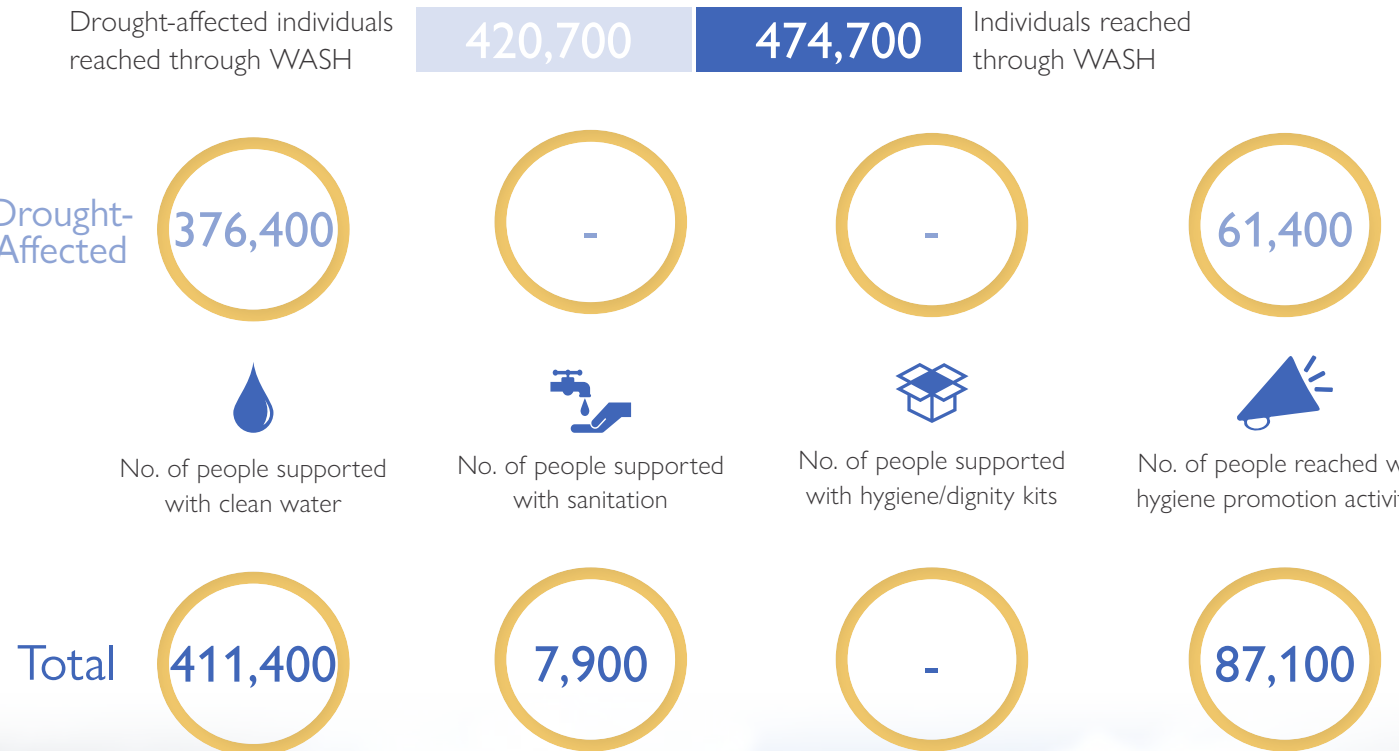 Drought-affected individuals
reached through WASH
420,700
474,700
Individuals reached
through WASH
Drought-
Affected
376,400
-
-
61,400
No. of people supported
with clean water
No. of people supported
with sanitation
No. of people supported
with hygiene/dignity kits
No. of people reached
hygiene promotion
Total
411,400
7,900
-
87,100